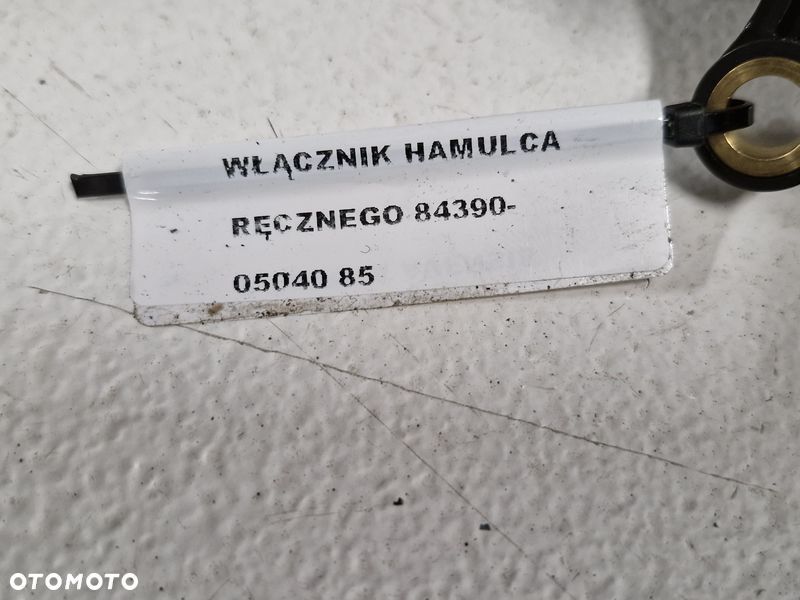 WŁĄCZNIK HAMULCA
RĘCZNEGO 84390-
05040 85
OTOMOTO